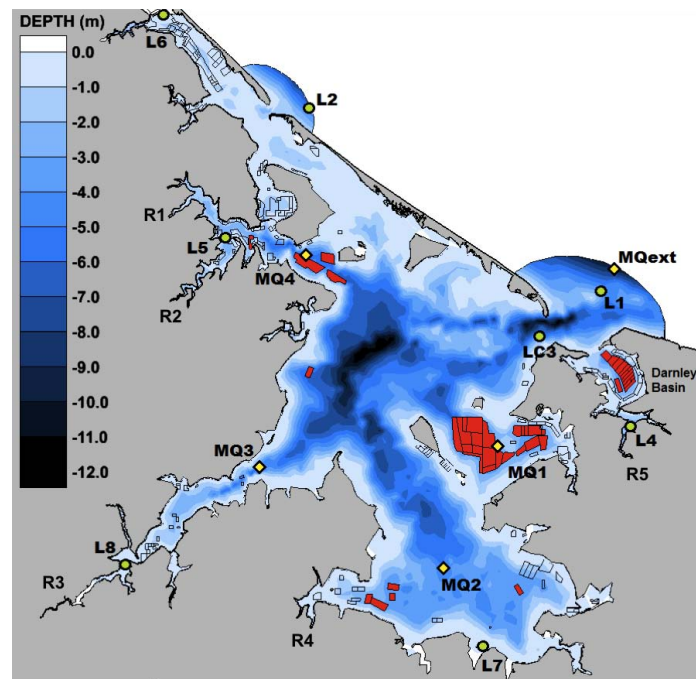 DEPTH (m)
0.0
-1.0
-2.0
-3.0
-4.0
-5.0
-6.0
-7.0
-8.0
-9.0
-10.0
-11.0
-12.0
L6
L2
R1
L5
MQ4
R2
MQext
L1
LC3
Darnley
Basin
L4
R5
MQ1
MQ3
L8
R3
MQ2
R4
L7